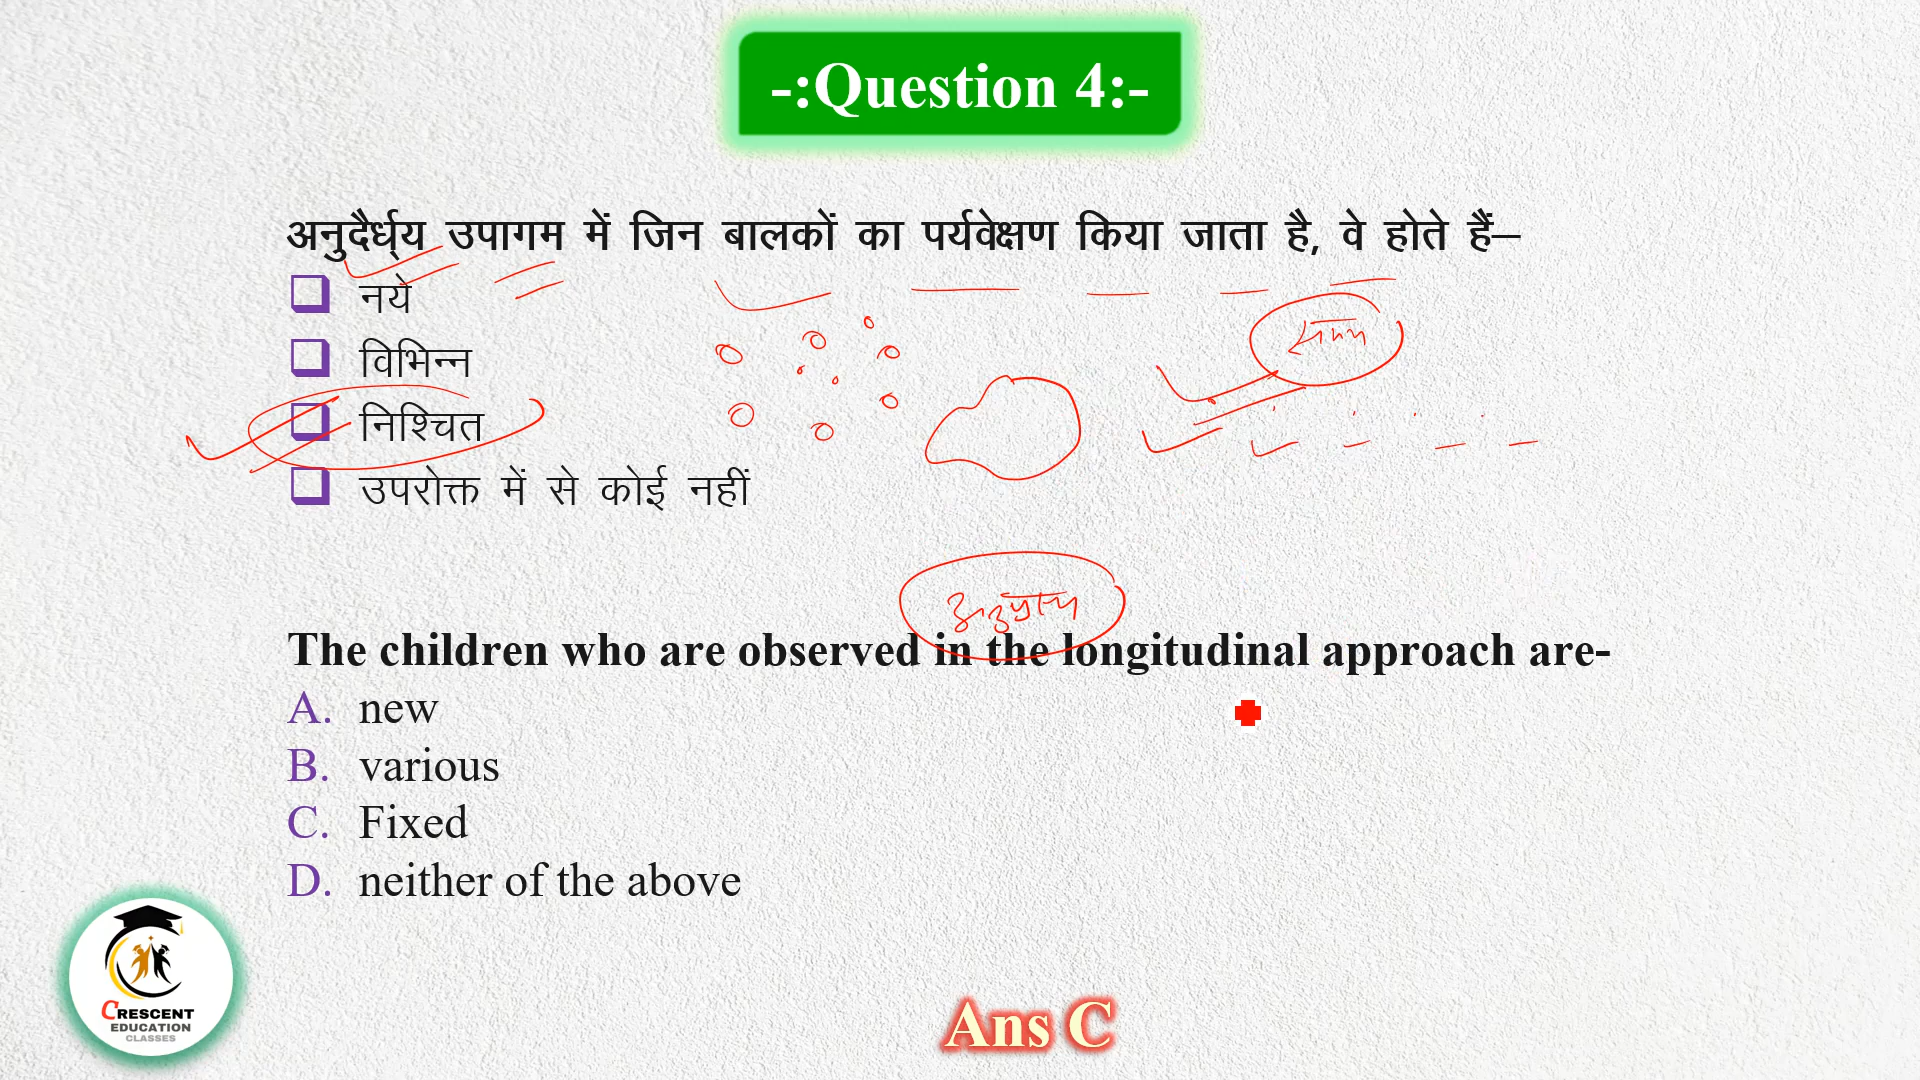 -:Question 4:-
अनुदैर्ध्य उपागम में जिन बालकों का पर्यवेक्षण किया जाता है, वे होते हैं–
नये
विभिन्न
निश्चित
उपरोक्त में से कोई नहीं
समय
The children who are observed in the longitudinal approach are-
A. new
B. various
C. Fixed
D. neither of the above
CRESCENT
EDUCATION
CLASSES
Ans C